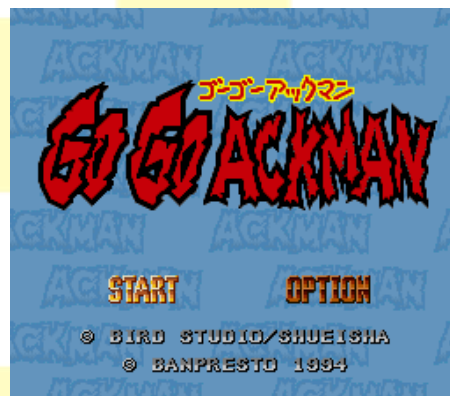 ゴーゴーアックマン
GO GO ACKMAN
START OPTION
© BIRD STUDIO/SHUEISHA
© BANPRESTO 1994